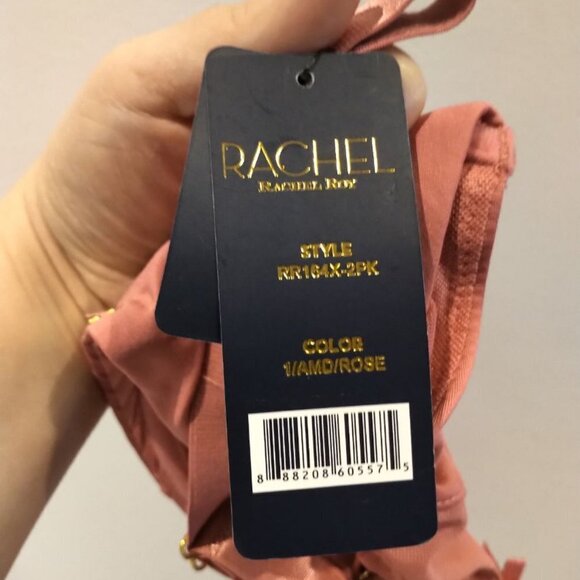 RACHEL
RACHEL ROY
STYLE
RR164X-2PK
COLOR
1/AMD/ROSE
8 88208 60557 5